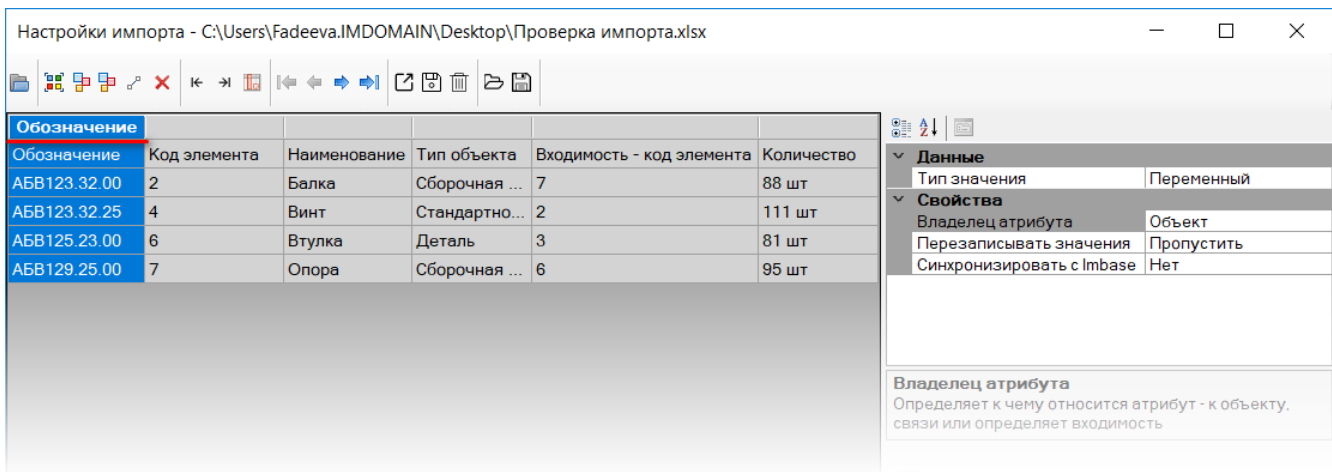 Настройки импорта - C:\Users\Fadeeva.IMDOMAIN\Desktop\Проверка импорта.xlsx
Обозначение
Обозначение Код элемента Наименование Тип объекта Входимость - код элемента Количество
АБВ123.32.00 2 Балка Сборочная ... 7 88 шт
АБВ123.32.25 4 Винт Стандартно... 2 111 шт
АБВ125.23.00 6 Втулка Деталь 3 81 шт
АБВ129.25.00 7 Опора Сборочная ... 6 95 шт
Данные
Тип значения Переменный
Свойства
Владелец атрибута Объект
Перезаписывать значения Пропустить
Синхронизировать с Imbase Нет
Владелец атрибута
Определяет к чему относится атрибут - к объекту,
связи или определяет входимость